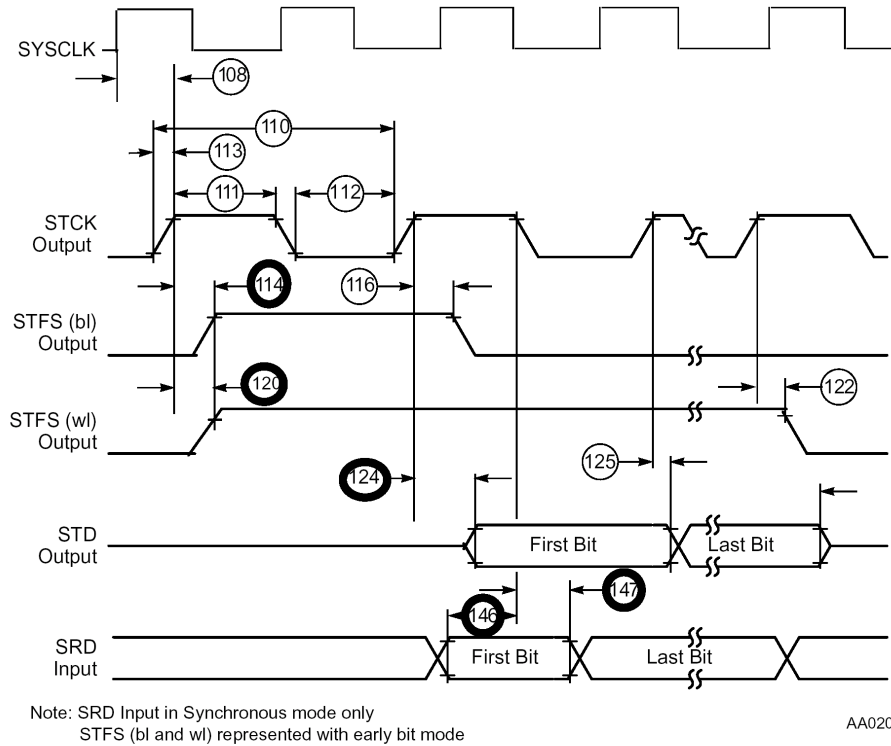 SYSCLK
108
110
113
111
112
STCK
Output
114
116
STFS (bl)
Output
120
122
STFS (wl)
Output
125
124
STD
Output
First Bit
Last Bit
147
146
SRD
Input
First Bit
Last Bit
Note: SRD Input in Synchronous mode only
STFS (bl and wl) represented with early bit mode
AA020